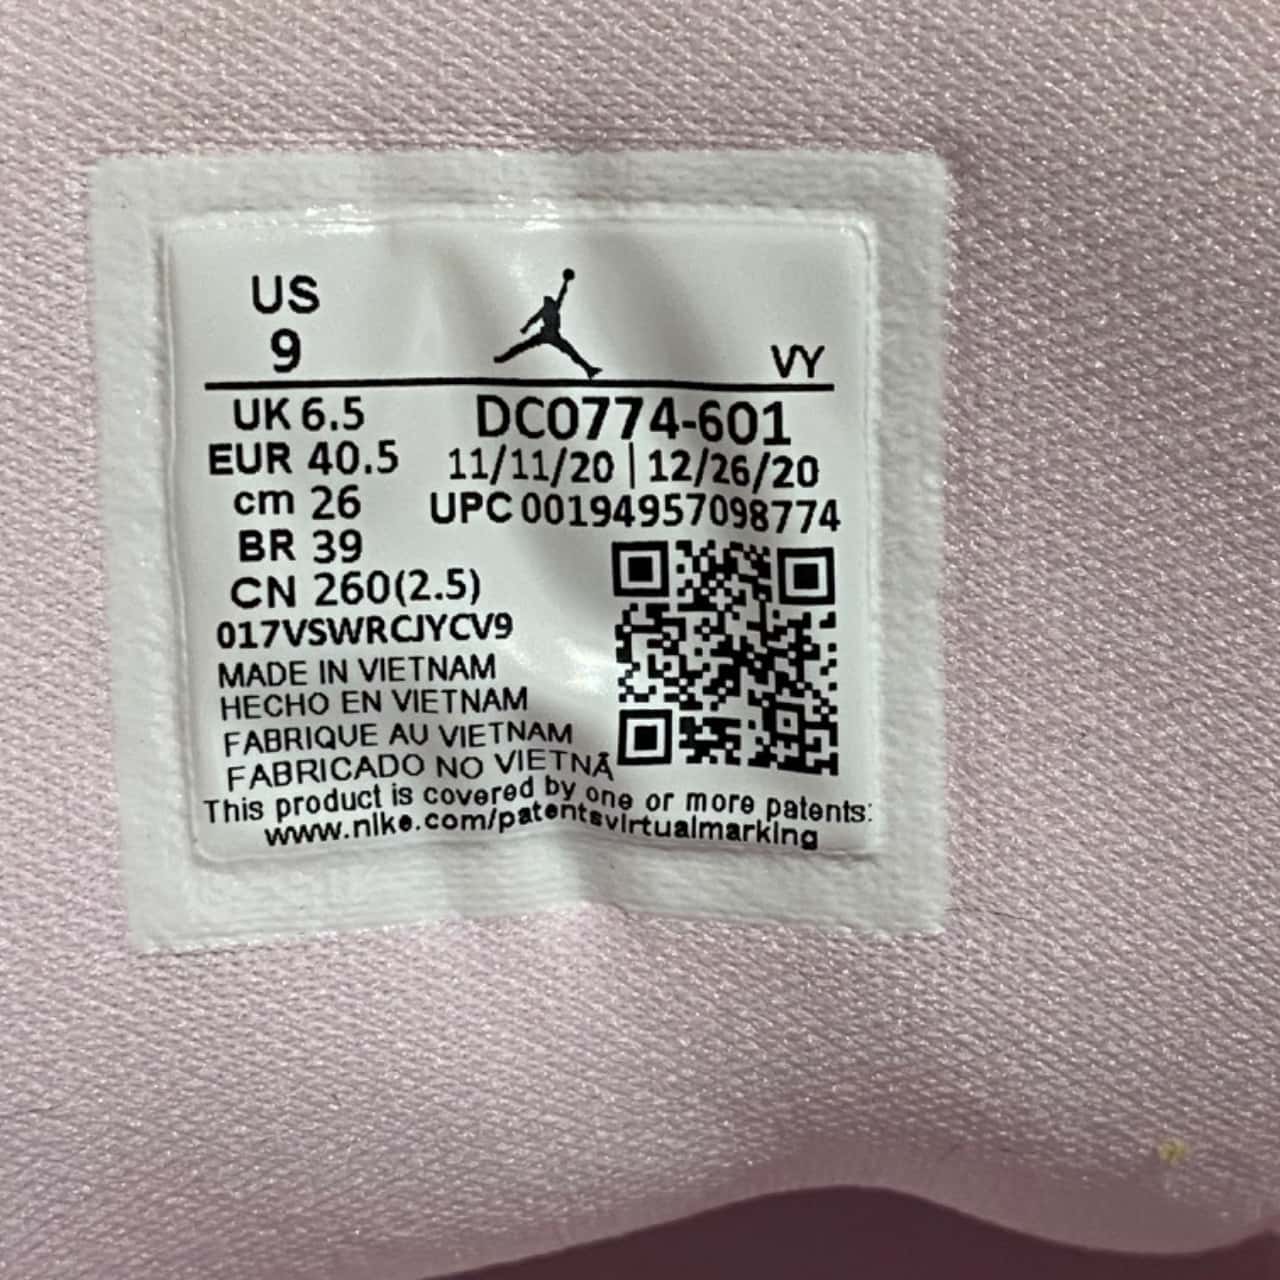 US
9
VY
UK 6.5
DC0774-601
EUR 40.5
11/11/20 | 12/26/20
cm 26
UPC 00194957098774
BR 39
CN 260(2.5)
017VSWRCJYCV9
MADE IN VIETNAM
HECHO EN VIETNAM
FABRIQUE AU VIETNAM
FABRICADO NO VIETNÃ
This product is covered by one or more patents:
www.nike.com/patentsvirtualmarking